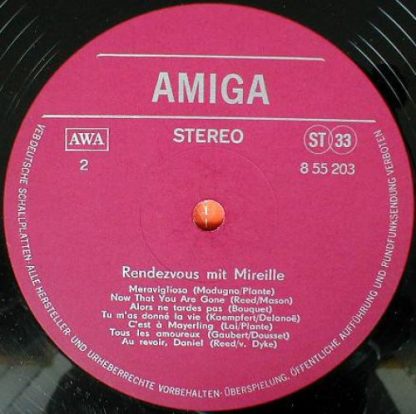 AMIGA
AWA
STEREO
ST 33
2
8 55 203
Rendezvous mit Mireille
Meravigliosa (Modugno/Plante)
Now That You Are Gone (Reed/Mason)
Alors ne tardes pas (Bouquet)
Tu m'as donné la vie (Kaempfert/Delanoë)
C'est à Mayerling (Lai/Plante)
Tous les amoureux (Gaubert/Dousset)
Au revoir, Daniel (Reed/v. Dyke)
VEB DEUTSCHE SCHALLPLATTEN · ALLE HERSTELLER- UND URHEBERRECHTE VORBEHALTEN · ÜBERSPIELUNG, ÖFFENTLICHE AUFFÜHRUNG UND RUNDFUNKSENDUNG VERBOTEN